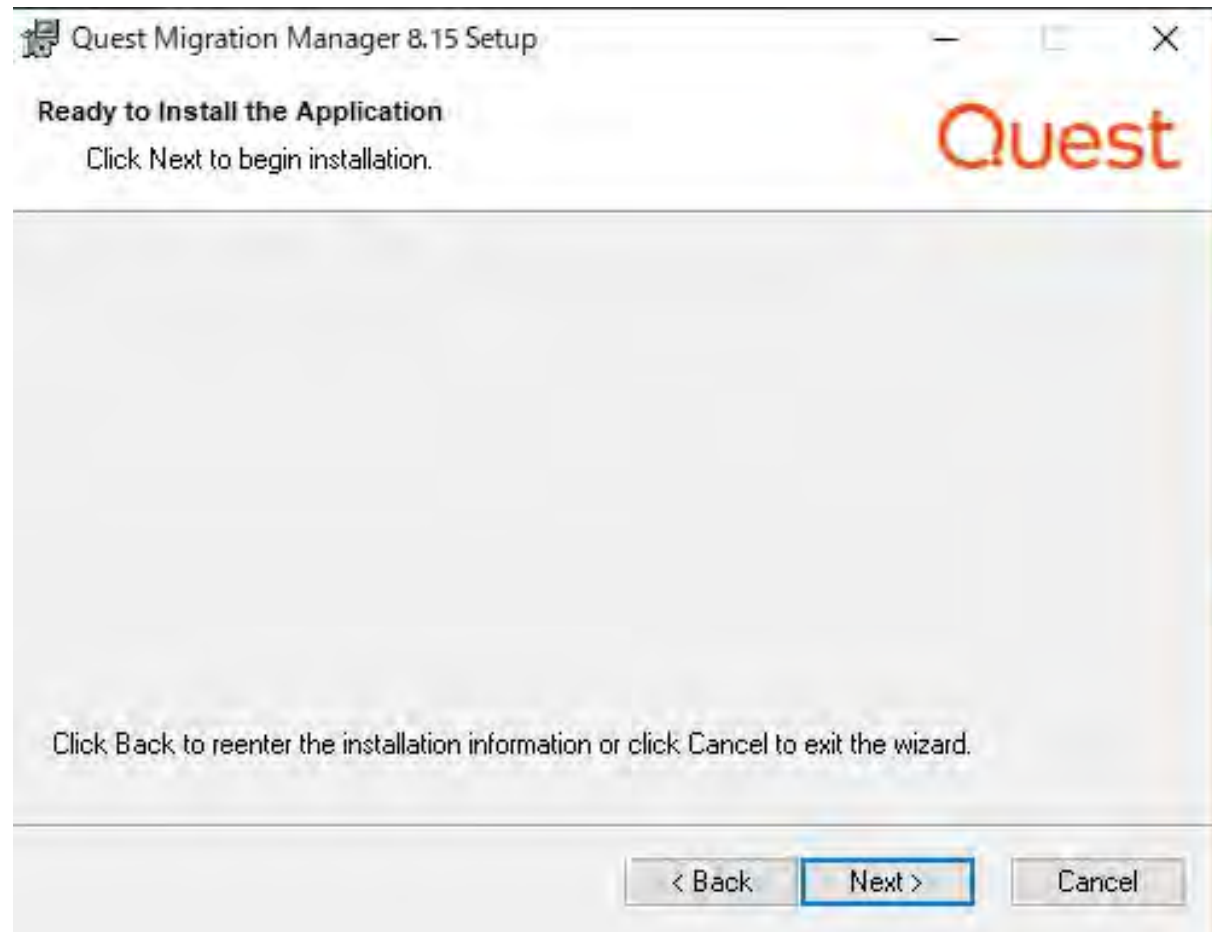 Quest Migration Manager 8.15 Setup
Ready to Install the Application
Click Next to begin installation.
Quest
Click Back to reenter the installation information or click Cancel to exit the wizard.
< Back
Next >
Cancel